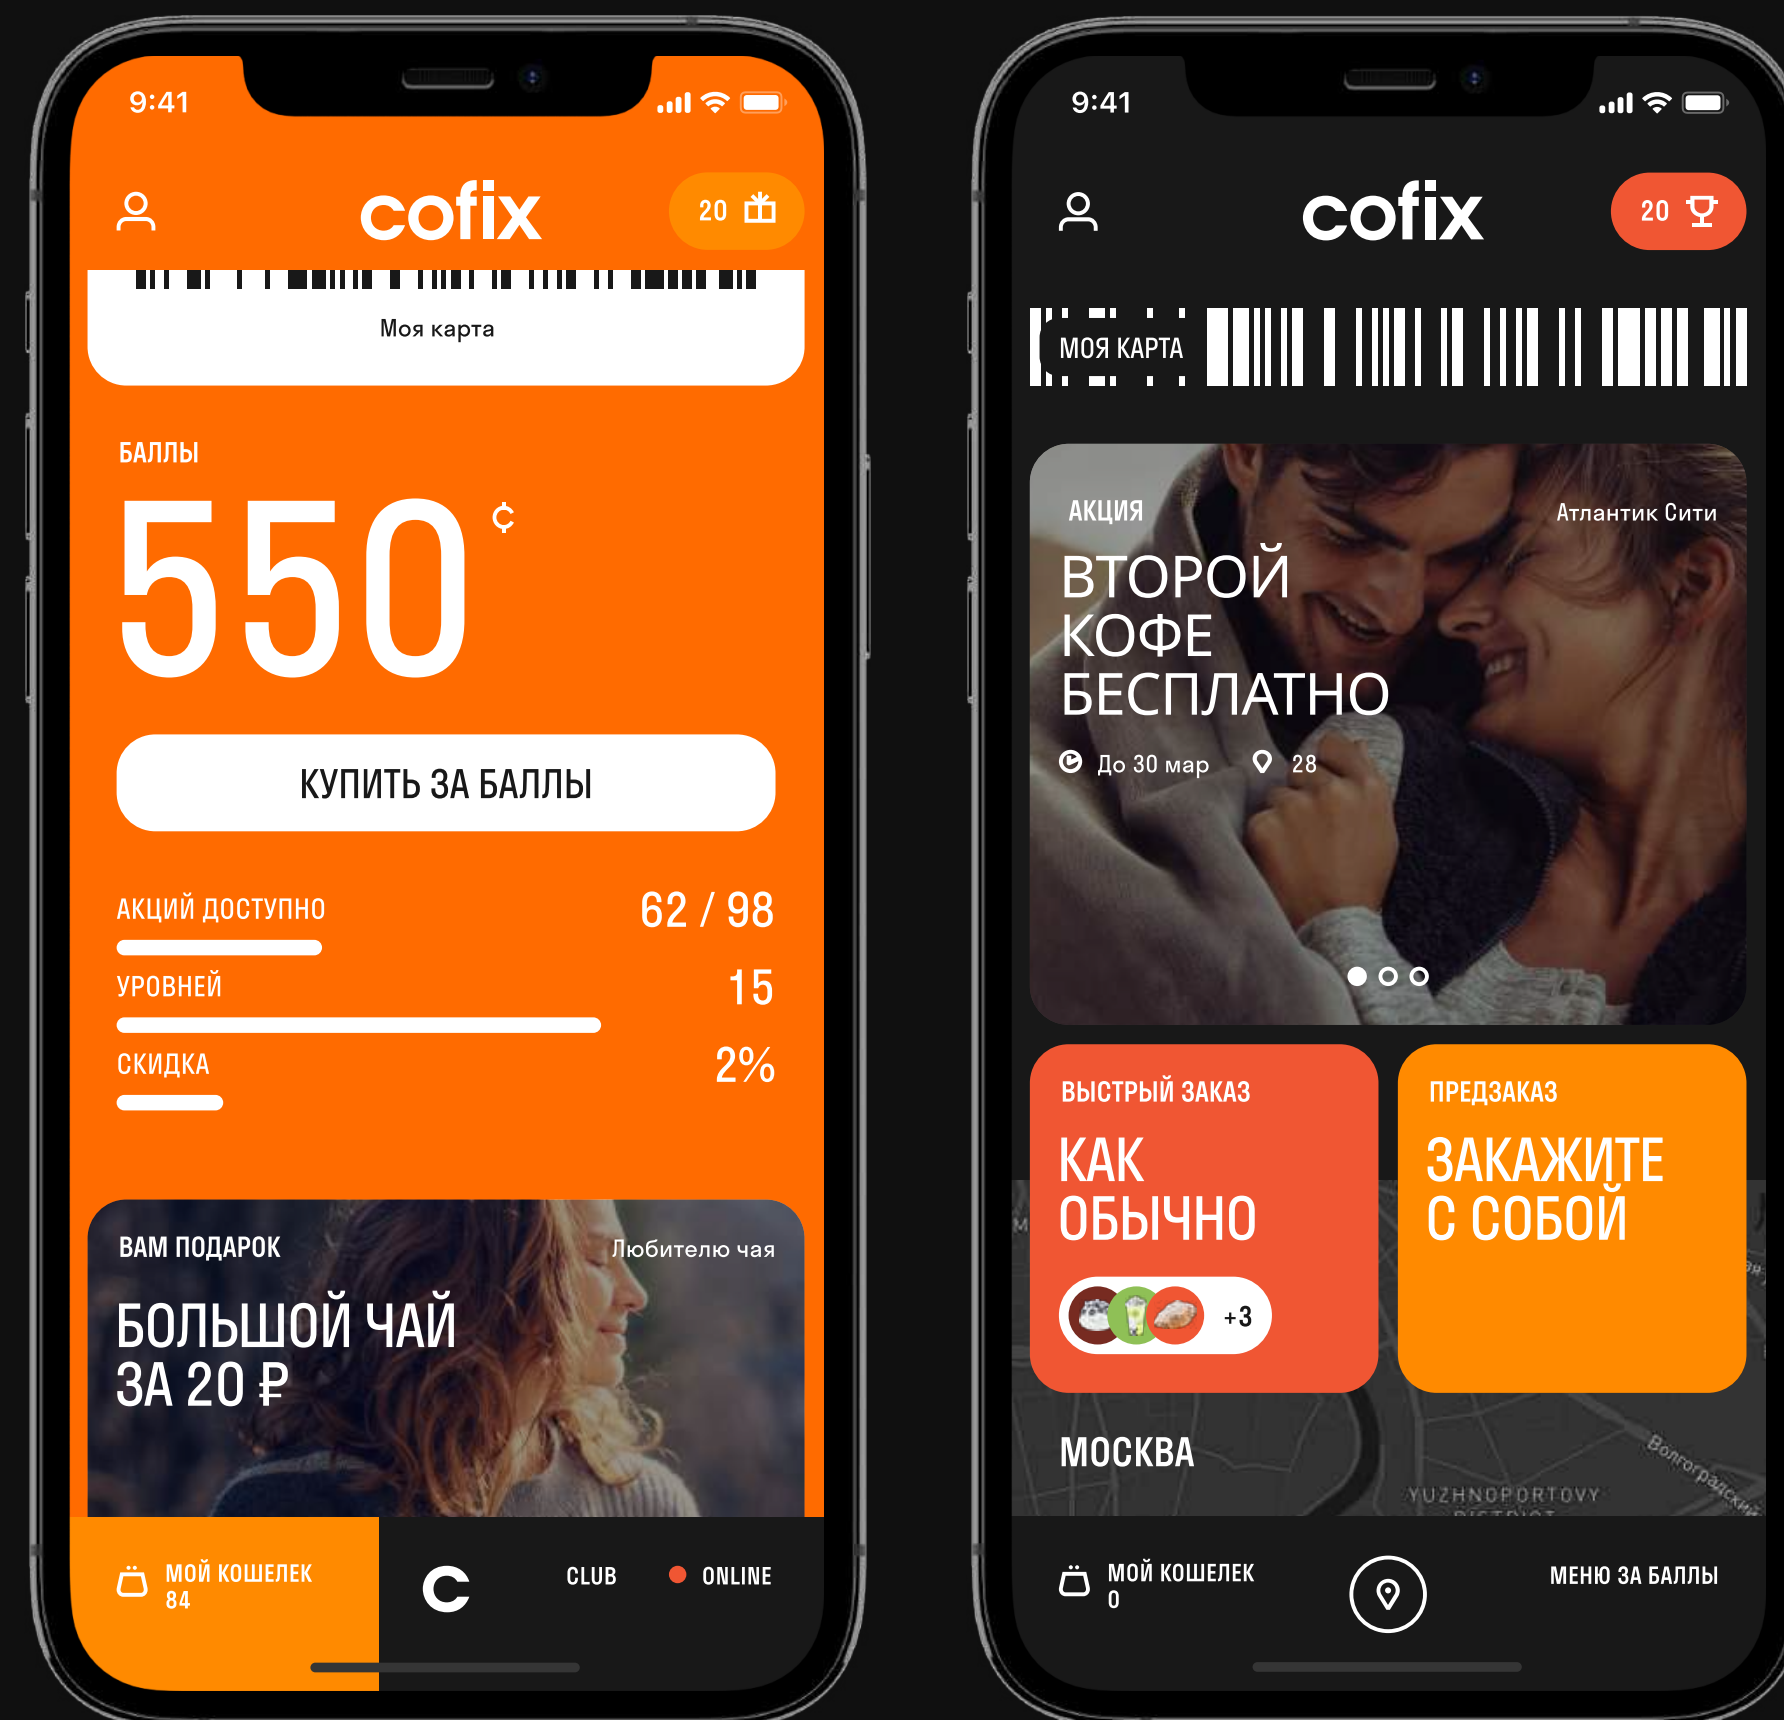 9:41
cofix
20
Моя карта
БАЛЛЫ
550 ¢
КУПИТЬ ЗА БАЛЛЫ
АКЦИЙ ДОСТУПНО 62 / 98
УРОВНЕЙ 15
СКИДКА 2%
ВАМ ПОДАРОК Любителю чая
БОЛЬШОЙ ЧАЙ
ЗА 20 ₽
МОЙ КОШЕЛЕК
84
C
CLUB
ONLINE
9:41
cofix
20
МОЯ КАРТА
АКЦИЯ Атлантик Сити
ВТОРОЙ
КОФЕ
БЕСПЛАТНО
До 30 мар 28
ВЫСТРЫЙ ЗАКАЗ
КАК
ОБЫЧНО
+3
ПРЕДЗАКАЗ
ЗАКАЖИТЕ
С СОБОЙ
МОСКВА
YUZHNOPORTOVY
DISTRICT
Волгоградский
МОЙ КОШЕЛЕК
0
МЕНЮ ЗА БАЛЛЫ